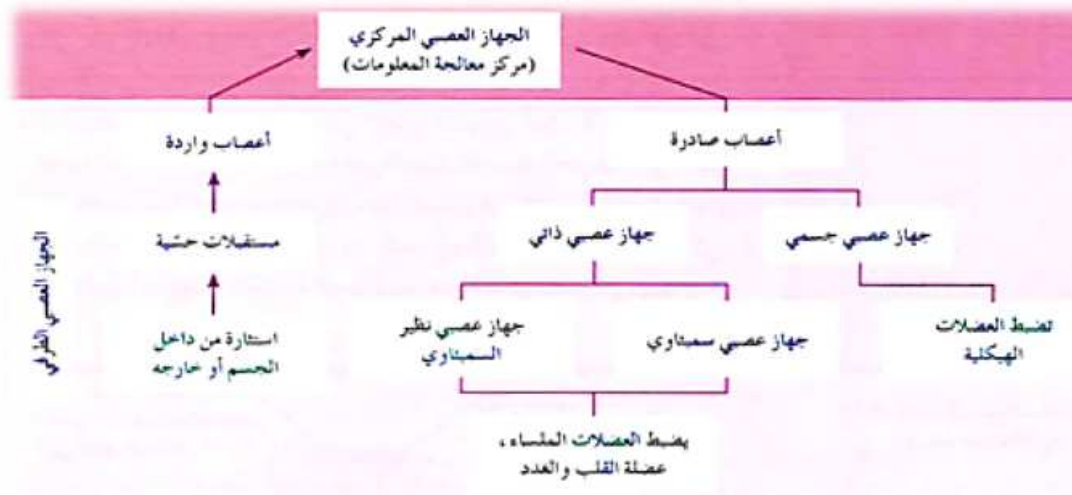 الجهاز العصبي المركزي
(مركز معالجة المعلومات)
أعصاب صادرة
أعصاب واردة
جهاز عصبي جسمي
جهاز عصبي ذاتي
مستقبلات حسّية
الجهاز العصبي الطرفي
تضبط العضلات
الهيكلية
جهاز عصبي سمبثاوي
جهاز عصبي نظير
السمبثاوي
استثارة من داخل
الجسم أو خارجه
يضبط العضلات الملساء،
عضلة القلب والغدد